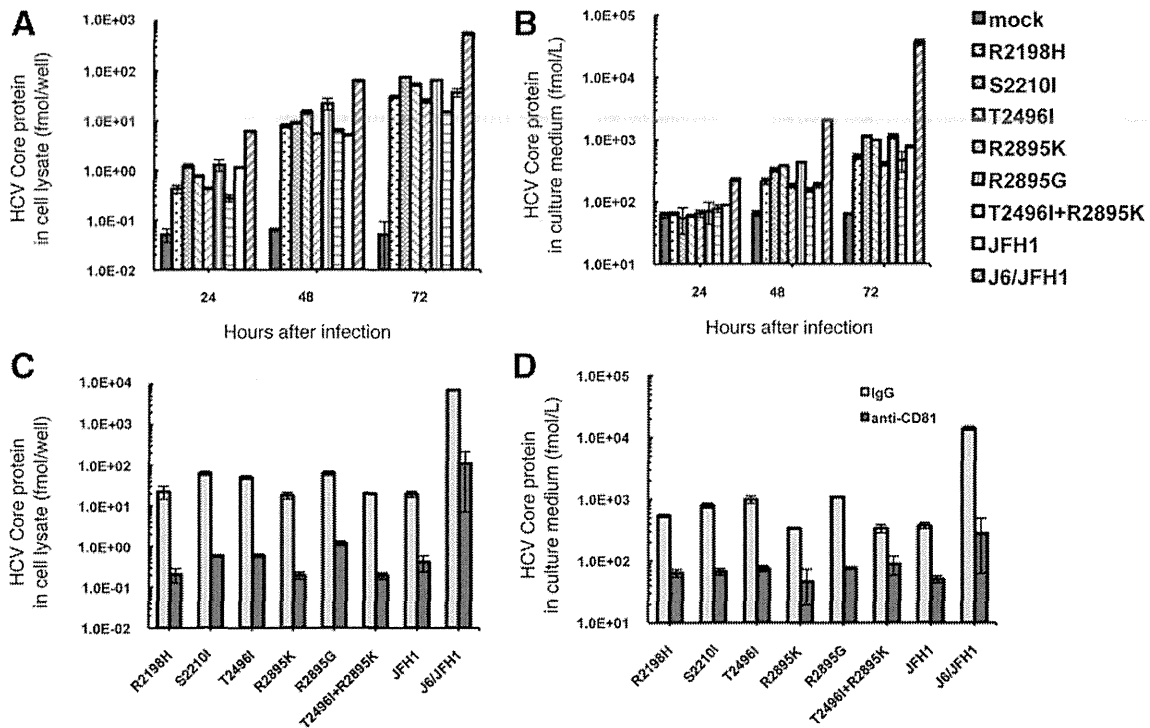 A
HCV Core protein
in cell lysate (fmol/well)
1.0E+03
1.0E+02
1.0E+01
1.0E+00
1.0E-01
1.0E-02
24
48
72
Hours after infection
B
HCV Core protein
in culture medium (fmol/L)
1.0E+05
1.0E+04
1.0E+03
1.0E+02
1.0E+01
24
48
72
Hours after infection
mock
R2198H
S2210I
T2496I
R2895K
R2895G
T2496I+R2895K
JFH1
J6/JFH1
C
HCV Core protein
in cell lysate (fmol/well)
1.0E+04
1.0E+03
1.0E+02
1.0E+01
1.0E+00
1.0E-01
1.0E-02
R2198H
S2210I
T2496I
R2895K
R2895G
T2496I+R2895K
JFH1
J6/JFH1
D
HCV Core protein
in culture medium (fmol/L)
1.0E+05
1.0E+04
1.0E+03
1.0E+02
1.0E+01
IgG
anti-CD81
R2198H
S2210I
T2496I
R2895K
R2895G
T2496I+R2895K
JFH1
J6/JFH1